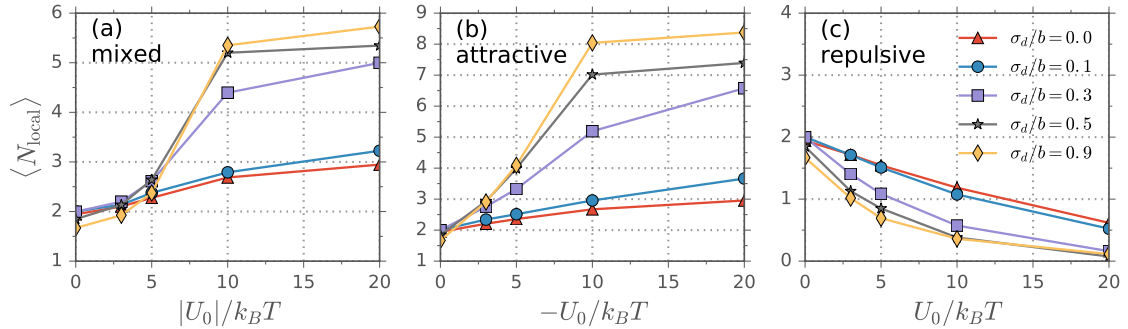 (a)
mixed
6
5
4
3
2
1
0
5
10
15
20
|U₀|/k_BT
⟨N_local⟩
(b)
attractive
9
8
7
6
5
4
3
2
1
0
5
10
15
20
−U₀/k_BT
(c)
repulsive
4
3
2
1
0
0
5
10
15
20
U₀/k_BT
σ_d/b=0.0
σ_d/b=0.1
σ_d/b=0.3
σ_d/b=0.5
σ_d/b=0.9